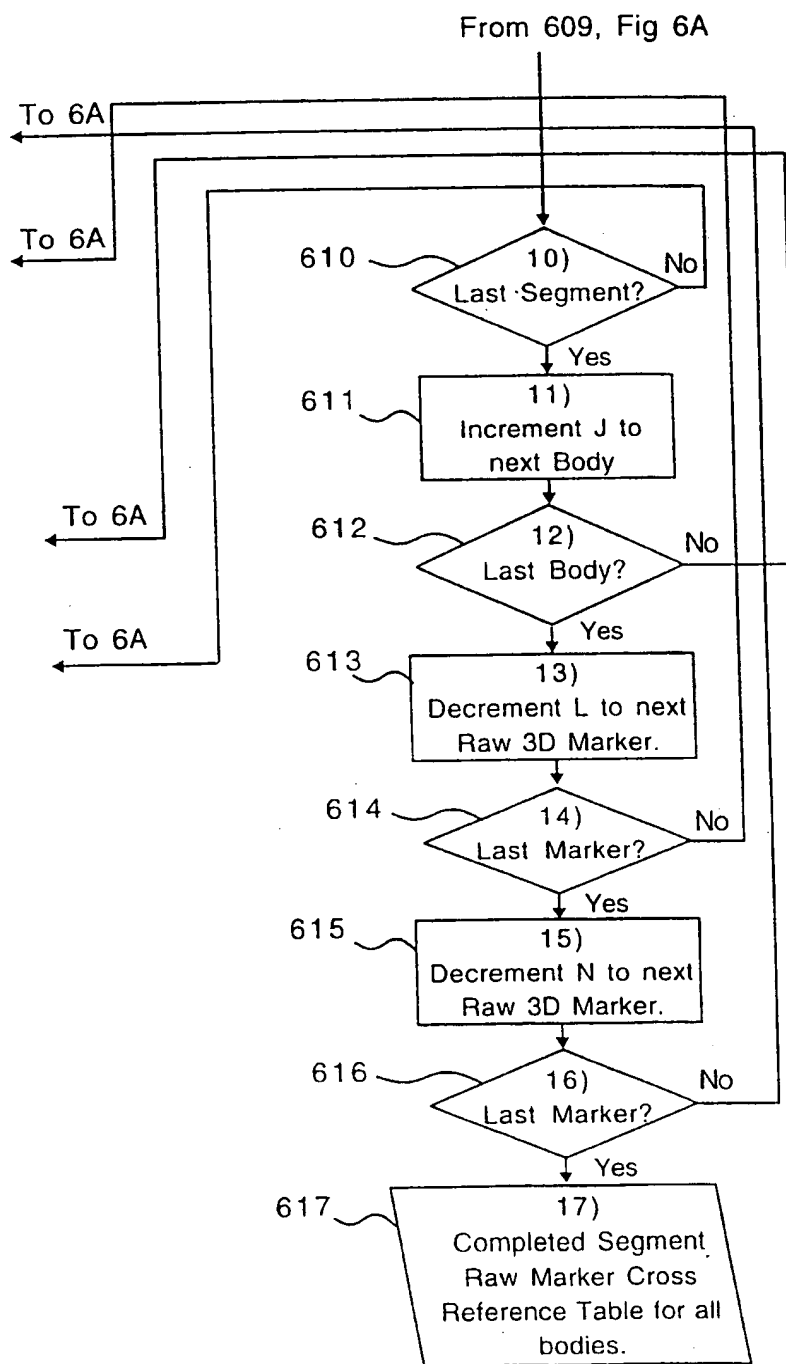 From 609, Fig 6A
To 6A
To 6A
610
10)
Last Segment?
No
Yes
611
11)
Increment J to
next Body
To 6A
612
12)
Last Body?
No
Yes
To 6A
613
13)
Decrement L to next
Raw 3D Marker.
614
14)
Last Marker?
No
Yes
615
15)
Decrement N to next
Raw 3D Marker.
616
16)
Last Marker?
No
Yes
617
17)
Completed Segment
Raw Marker Cross
Reference Table for all
bodies.